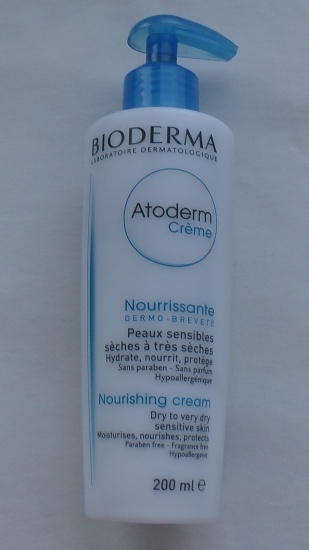 BIODERMA
LABORATOIRE DERMATOLOGIQUE
Atoderm
Crème
Nourrissante
DERMO-BREVETÉ
Peaux sensibles
sèches à très sèches
Hydrate, nourrit, protège
Sans paraben - Sans parfum
Hypoallergénique
Nourishing cream
Dry to very dry
sensitive skin
Moisturises, nourishes, protects
Paraben free - Fragrance free
Hypoallergenic
200 ml e